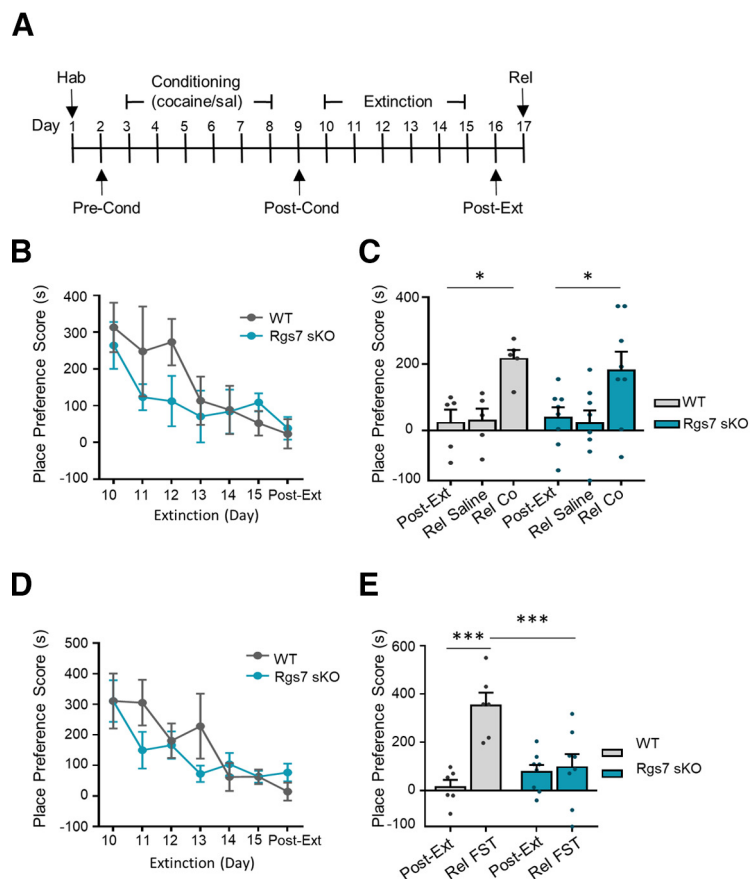 A
Hab
Conditioning
(cocaine/sal)
Extinction
Rel
Day 1 2 3 4 5 6 7 8 9 10 11 12 13 14 15 16 17
Pre-Cond
Post-Cond
Post-Ext
B
Place Preference Score (s)
400
300
200
100
0
-100
WT
Rgs7 sKO
10 11 12 13 14 15 Post-Ext
Extinction (Day)
C
Place Preference Score (s)
400
200
0
-100
*
*
WT
Rgs7 sKO
Post-Ext
Rel Saline
Rel Co
Post-Ext
Rel Saline
Rel Co
D
Place Preference Score (s)
500
400
300
200
100
0
-100
WT
Rgs7 sKO
10 11 12 13 14 15 Post-Ext
Extinction (Day)
E
Place Preference Score (s)
600
400
200
0
-100
***
***
WT
Rgs7 sKO
Post-Ext
Rel FST
Post-Ext
Rel FST